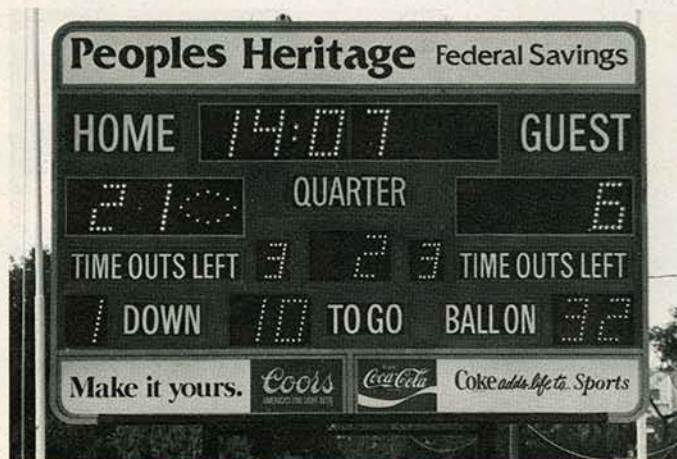 Peoples Heritage Federal Savings
HOME 14:07 GUEST
21 QUARTER 6
TIME OUTS LEFT 3 2 3 TIME OUTS LEFT
1 DOWN 10 TO GO BALL ON 32
Make it yours. Coors Coca-Cola Coke adds life to... Sports